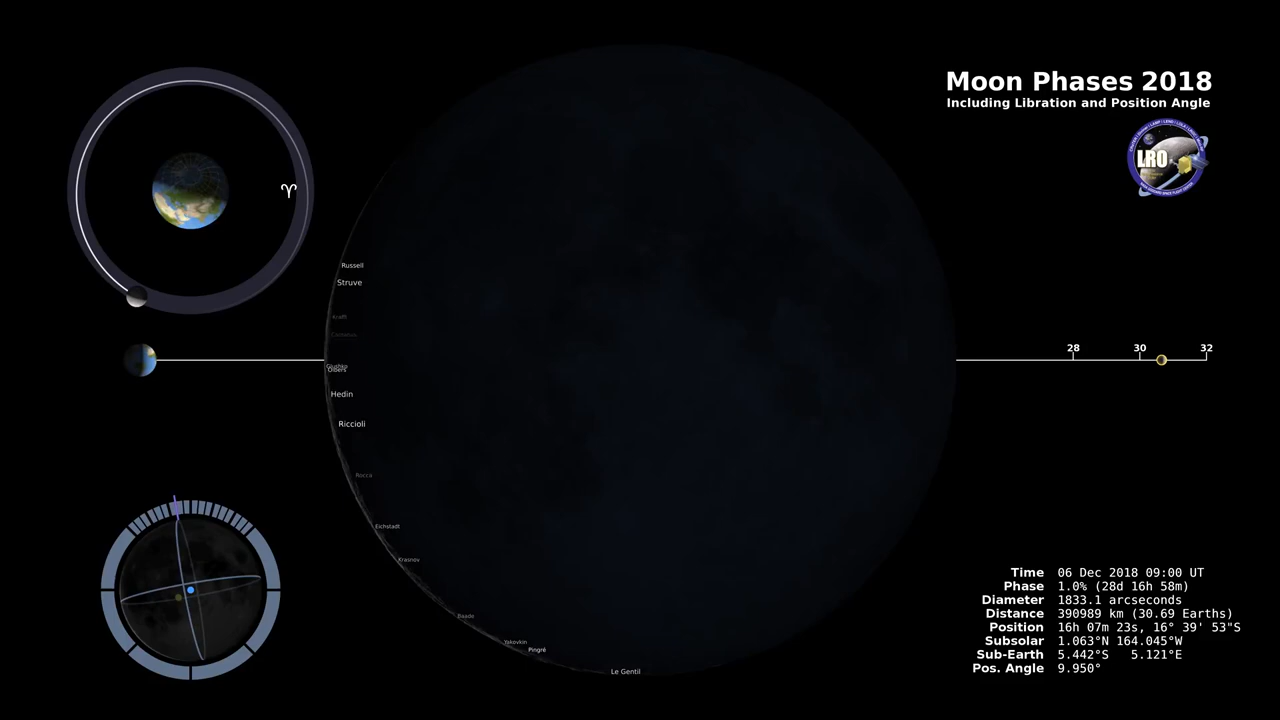 Moon Phases 2018
Including Libration and Position Angle
LRO
♈
Russell
Struve
Krafft
28 30 32
Olbers
Hedin
Riccioli
Rocca
Eichstadt
Krasnov
Baade
Yakovkin
Pingré
Le Gentil
Time 06 Dec 2018 09:00 UT
Phase 1.0% (28d 16h 58m)
Diameter 1833.1 arcseconds
Distance 390989 km (30.69 Earths)
Position 16h 07m 23s, 16° 39' 53"S
Subsolar 1.063°N 164.045°W
Sub-Earth 5.442°S 5.121°E
Pos. Angle 9.950°